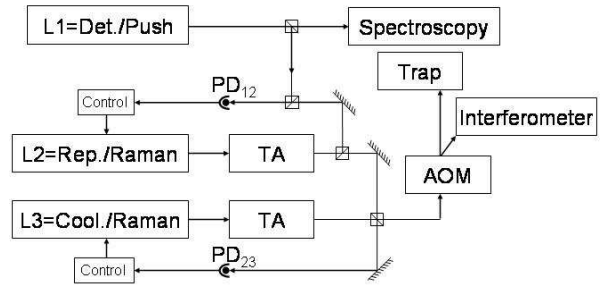 L1=Det./Push
Spectroscopy
Trap
PD12
Control
Interferometer
L2=Rep./Raman
TA
AOM
L3=Cool./Raman
TA
PD23
Control